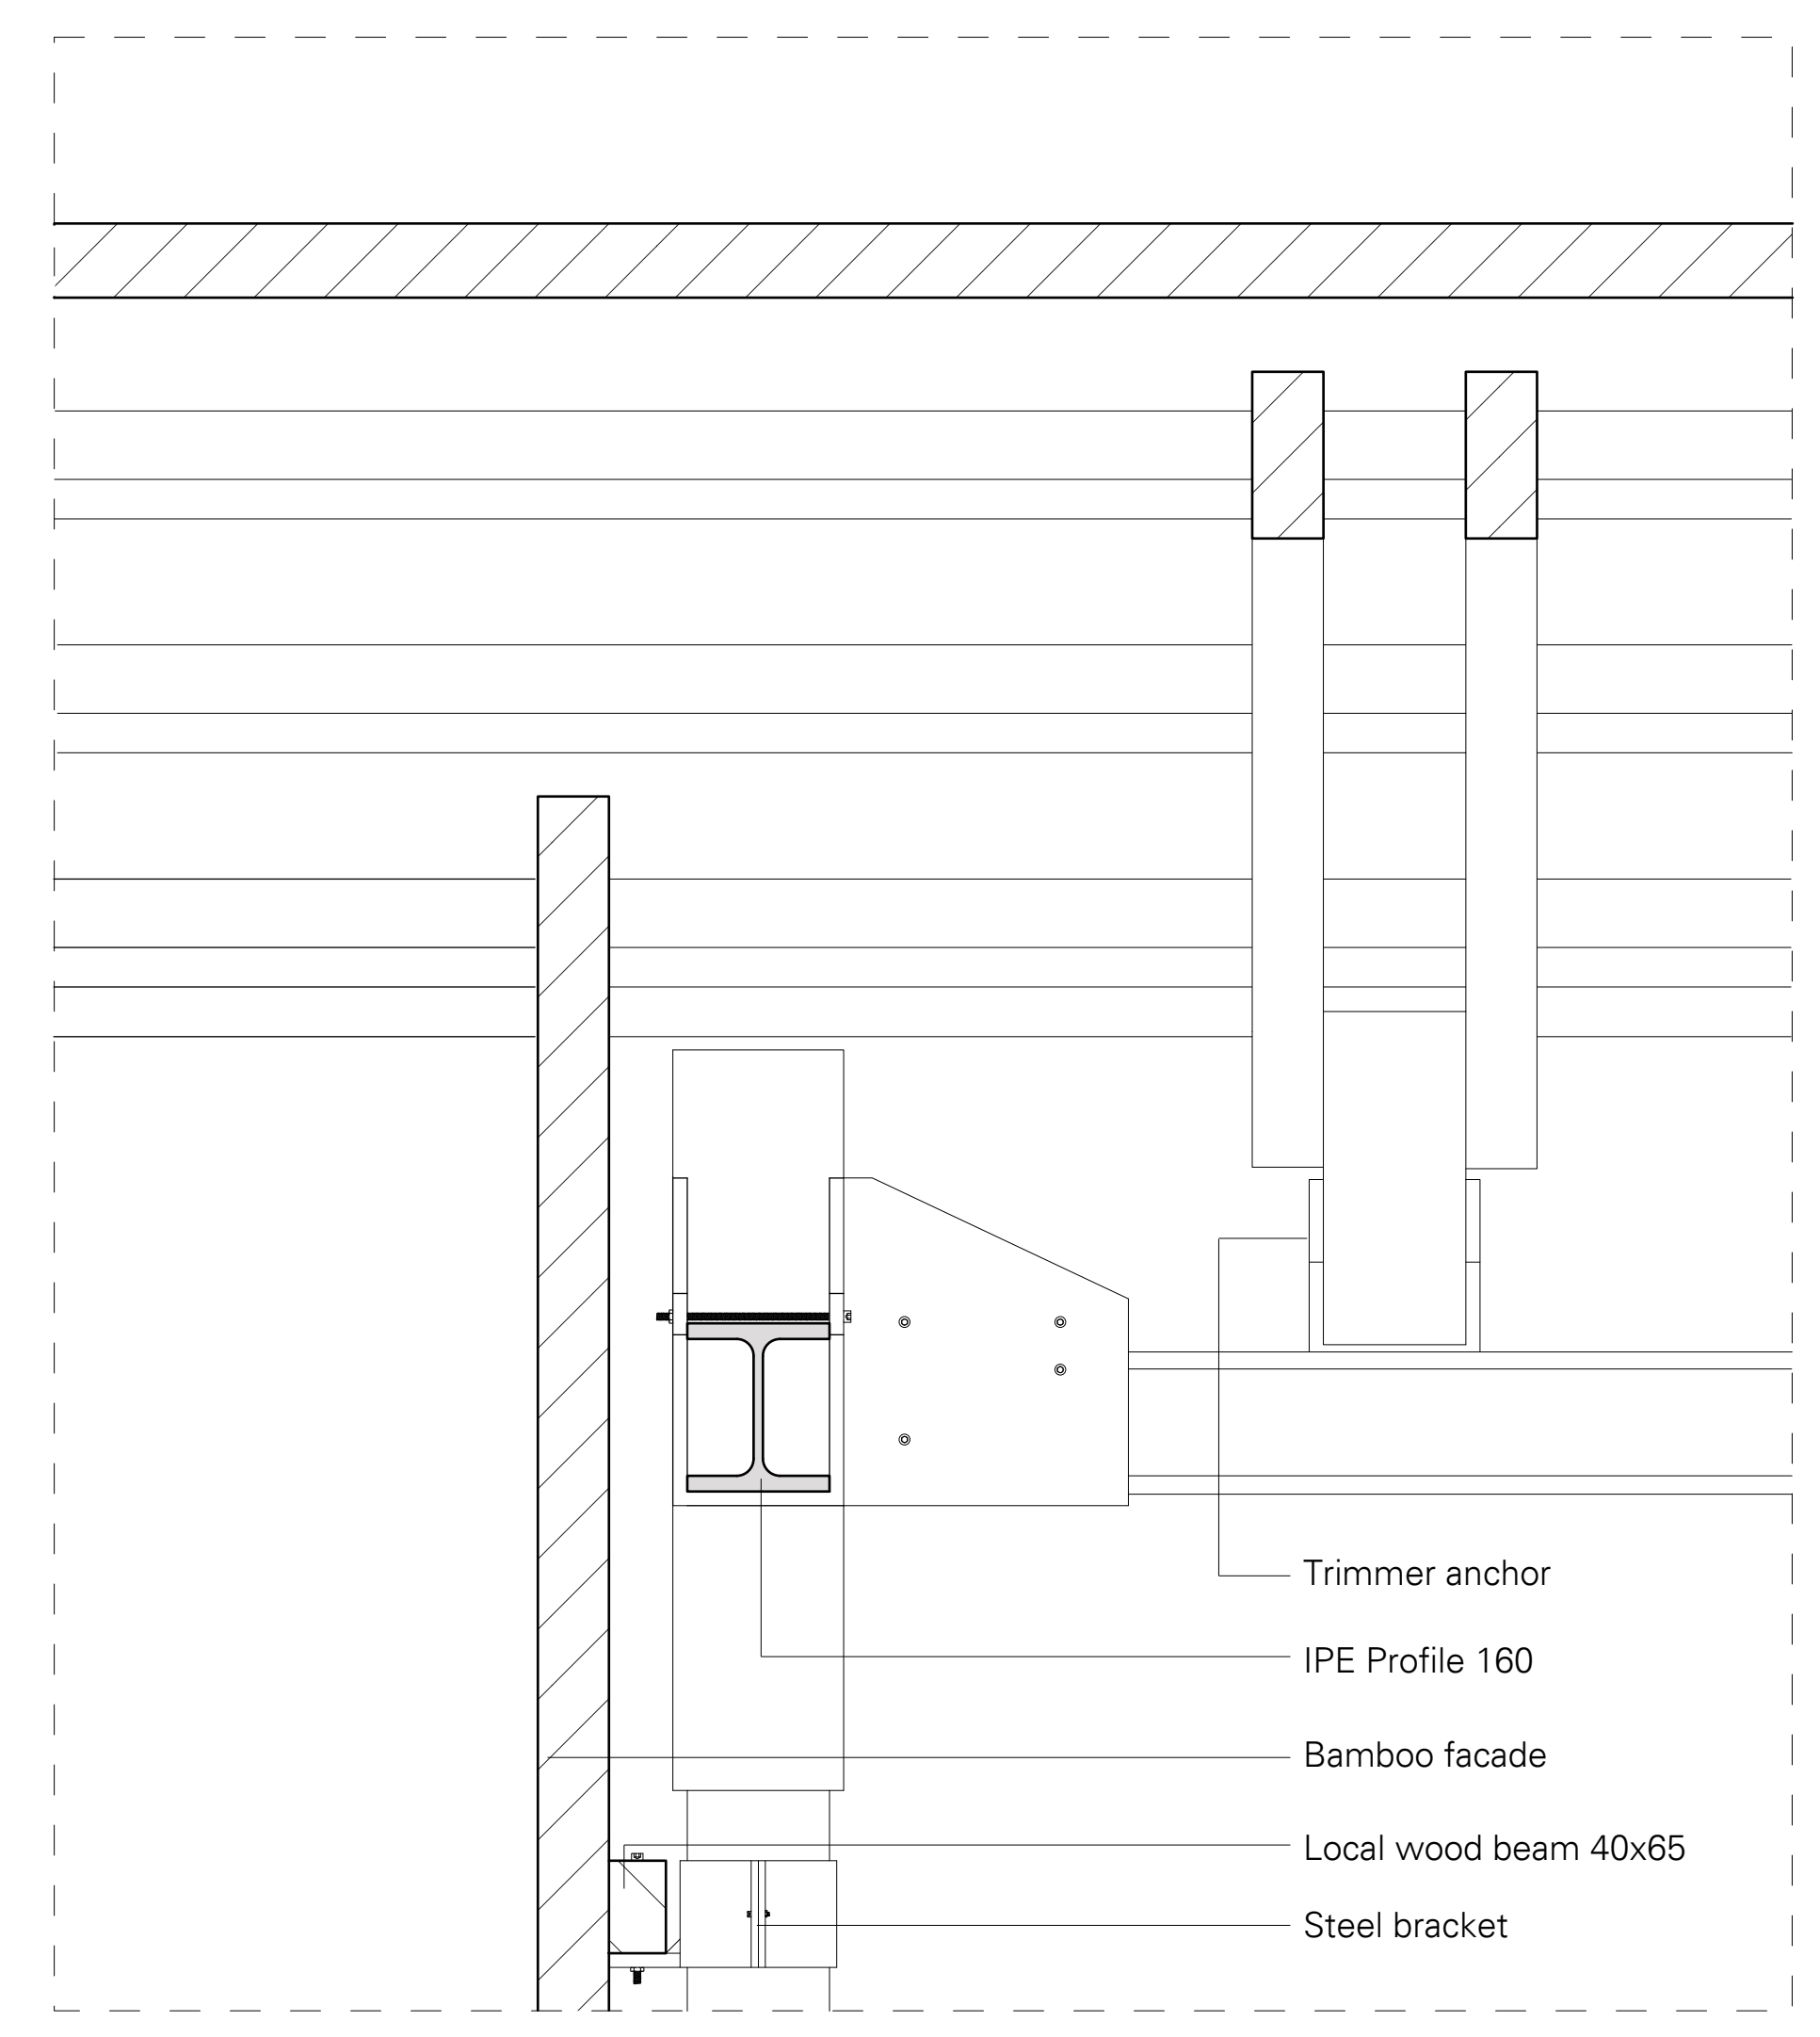 Trimmer anchor
IPE Profile 160
Bamboo facade
Local wood beam 40x65
Steel bracket